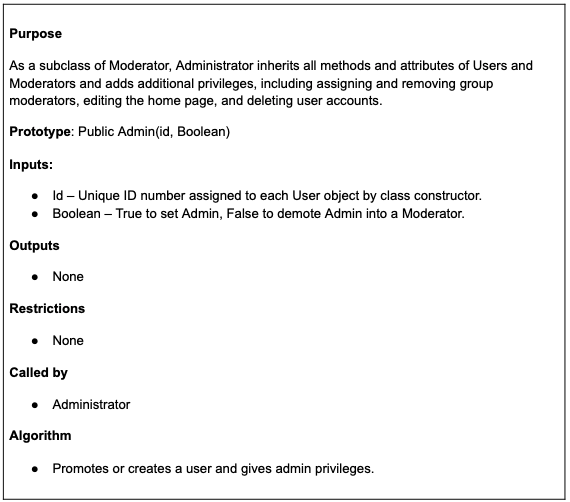 Purpose
As a subclass of Moderator, Administrator inherits all methods and attributes of Users and
Moderators and adds additional privileges, including assigning and removing group
moderators, editing the home page, and deleting user accounts.
Prototype: Public Admin(id, Boolean)
Inputs:
● Id – Unique ID number assigned to each User object by class constructor.
● Boolean – True to set Admin, False to demote Admin into a Moderator.
Outputs
● None
Restrictions
● None
Called by
● Administrator
Algorithm
● Promotes or creates a user and gives admin privileges.